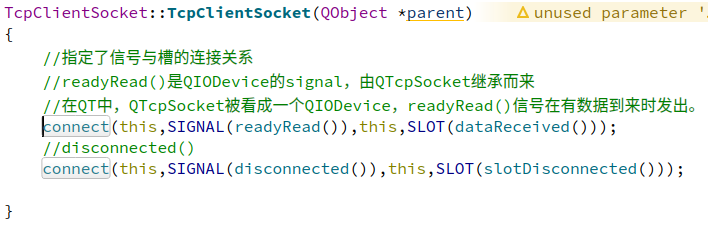 TcpClientSocket::TcpClientSocket(QObject *parent) ⚠unused parameter '
{
//指定了信号与槽的连接关系
//readyRead()是QIODevice的signal，由QTcpSocket继承而来
//在QT中，QTcpSocket被看成一个QIODevice，readyRead()信号在有数据到来时发出。
connect(this,SIGNAL(readyRead()),this,SLOT(dataReceived()));
//disconnected()
connect(this,SIGNAL(disconnected()),this,SLOT(slotDisconnected()));
}